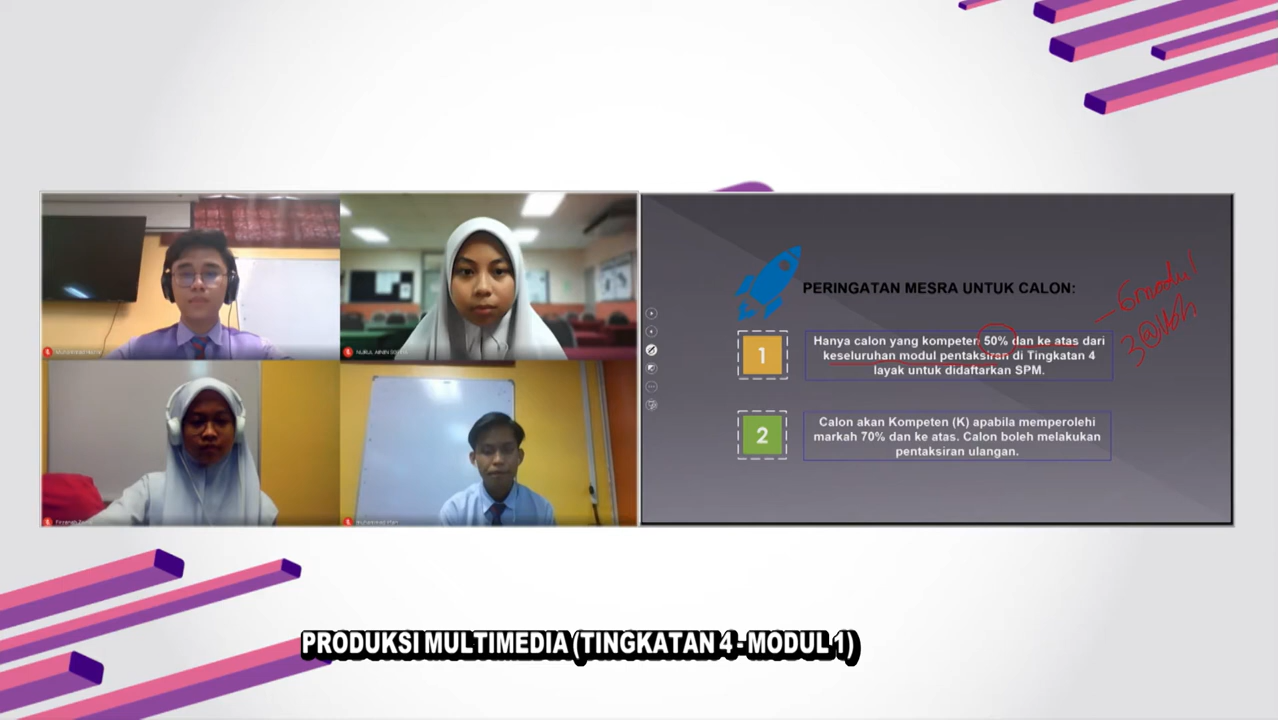 PERINGATAN MESRA UNTUK CALON:
1
Hanya calon yang kompeten 50% dan ke atas dari
keseluruhan modul pentaksiran di Tingkatan 4
layak untuk didaftarkan SPM.
6 modul
2
Calon akan Kompeten (K) apabila memperolehi
markah 70% dan ke atas. Calon boleh melakukan
pentaksiran ulangan.
PRODUKSI MULTIMEDIA (TINGKATAN 4 - MODUL 1)